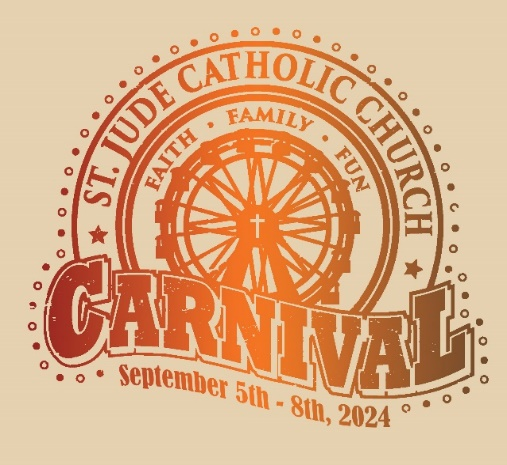 ST. JUDE CATHOLIC CHURCH
FAITH • FAMILY • FUN
CARNIVAL
September 5th - 8th, 2024